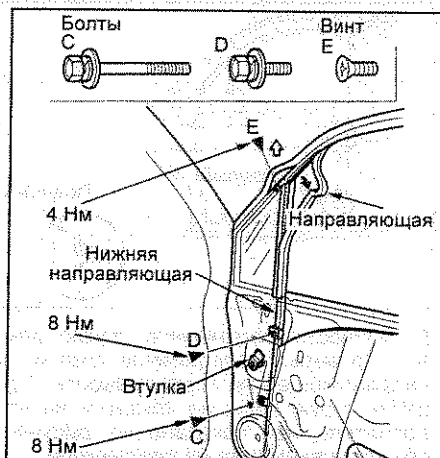 Болты
C
D
Винт
E
E
4 Нм
Направляющая
Нижняя
направляющая
8 Нм
D
Втулка
C
8 Нм